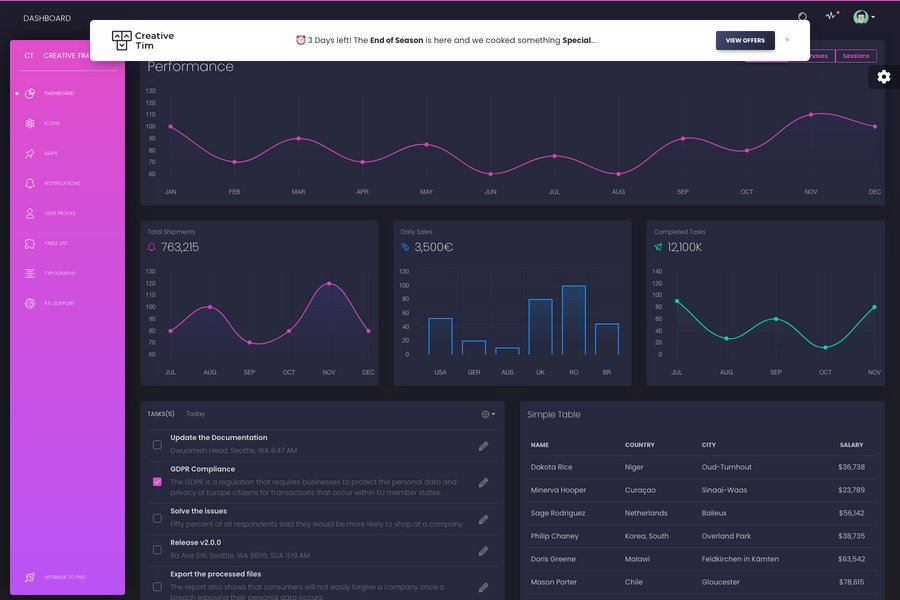 DASHBOARD
Creative
Tim
⏰ 3 Days left! The End of Season is here and we cooked something Special...
VIEW OFFERS
×
CT CREATIVE TIM
DASHBOARD
ICONS
MAPS
NOTIFICATIONS
USER PROFILE
TABLE LIST
TYPOGRAPHY
RTL SUPPORT
UPGRADE TO PRO
Sessions
Performance
130
120
110
100
90
80
70
60
JAN FEB MAR APR MAY JUN JUL AUG SEP OCT NOV DEC
Total Shipments
763,215
130
120
110
100
90
80
70
60
JUL AUG SEP OCT NOV DEC
Daily Sales
3,500€
120
100
80
60
40
20
0
USA GER AUS UK RO BR
Completed Tasks
12,100K
140
120
100
80
60
40
20
0
JUL AUG SEP OCT NOV
TASKS(5) Today
Update the Documentation
Dwuamish Head, Seattle, WA 8:47 AM
GDPR Compliance
The GDPR is a regulation that requires businesses to protect the personal data and
privacy of Europe citizens for transactions that occur within EU member states.
Solve the issues
Fifty percent of all respondents said they would be more likely to shop at a company
Release v2.0.0
Ra Ave SW, Seattle, WA 98116, SUA 11:19 AM
Export the processed files
The report also shows that consumers will not easily forgive a company once a
breach exposing their personal data occurs.
Simple Table
NAME COUNTRY CITY SALARY
Dakota Rice Niger Oud-Turnhout $36,738
Minerva Hooper Curaçao Sinaai-Waas $23,789
Sage Rodriguez Netherlands Baileux $56,142
Philip Chaney Korea, South Overland Park $38,735
Doris Greene Malawi Feldkirchen in Kärnten $63,542
Mason Porter Chile Gloucester $78,615